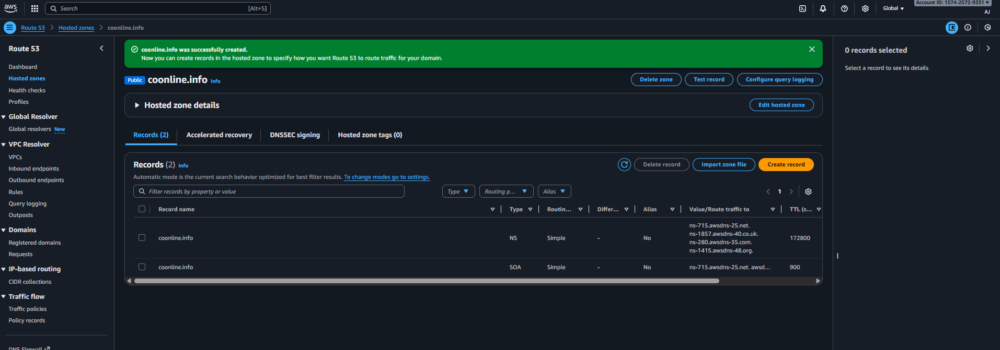 aws
Search
[Alt+S]
Global
Account ID: 1574-2572-9331
AJ
Route 53
Hosted zones
coonline.info
Route 53
Dashboard
Hosted zones
Health checks
Profiles
Global Resolver
Global resolvers New
VPC Resolver
VPCs
Inbound endpoints
Outbound endpoints
Rules
Query logging
Outposts
Domains
Registered domains
Requests
IP-based routing
CIDR collections
Traffic flow
Traffic policies
Policy records
DNS Firewall
coonline.info was successfully created.
Now you can create records in the hosted zone to specify how you want Route 53 to route traffic for your domain.
Public coonline.info Info
Delete zone
Test record
Configure query logging
Hosted zone details
Edit hosted zone
Records (2)
Accelerated recovery
DNSSEC signing
Hosted zone tags (0)
Records (2) Info
Delete record
Import zone file
Create record
Automatic mode is the current search behavior optimized for best filter results. To change modes go to settings.
Filter records by property or value
Type
Routing p...
Alias
1
Record name
Type
Routin...
Differ...
Alias
Value/Route traffic to
TTL (s...
coonline.info
NS
Simple
-
No
ns-715.awsdns-25.net.
ns-1857.awsdns-40.co.uk.
ns-280.awsdns-35.com.
ns-1415.awsdns-48.org.
172800
coonline.info
SOA
Simple
-
No
ns-715.awsdns-25.net. awsd...
900
0 records selected
Select a record to see its details